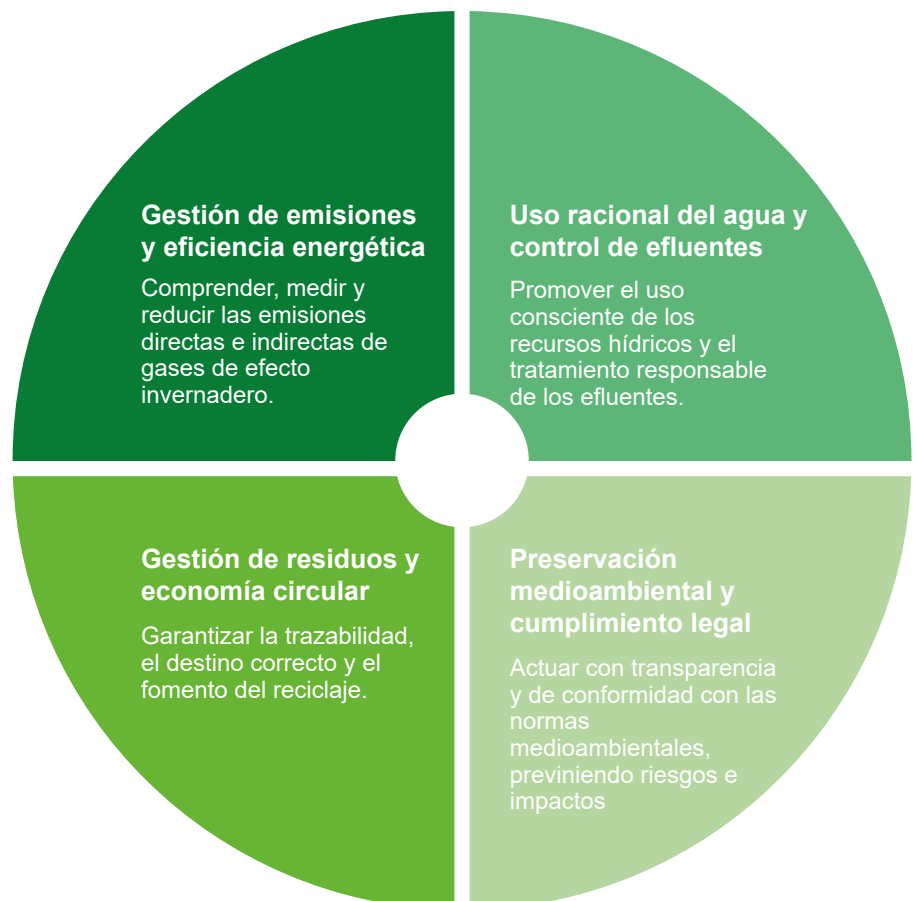 Gestión de emisiones
y eficiencia energética
Comprender, medir y
reducir las emisiones
directas e indirectas de
gases de efecto
invernadero.
Uso racional del agua y
control de efluentes
Promover el uso
consciente de los
recursos hídricos y el
tratamiento responsable
de los efluentes.
Gestión de residuos y
economía circular
Garantizar la trazabilidad,
el destino correcto y el
fomento del reciclaje.
Preservación
medioambiental y
cumplimiento legal
Actuar con transparencia
y de conformidad con las
normas
medioambientales,
previniendo riesgos e
impactos